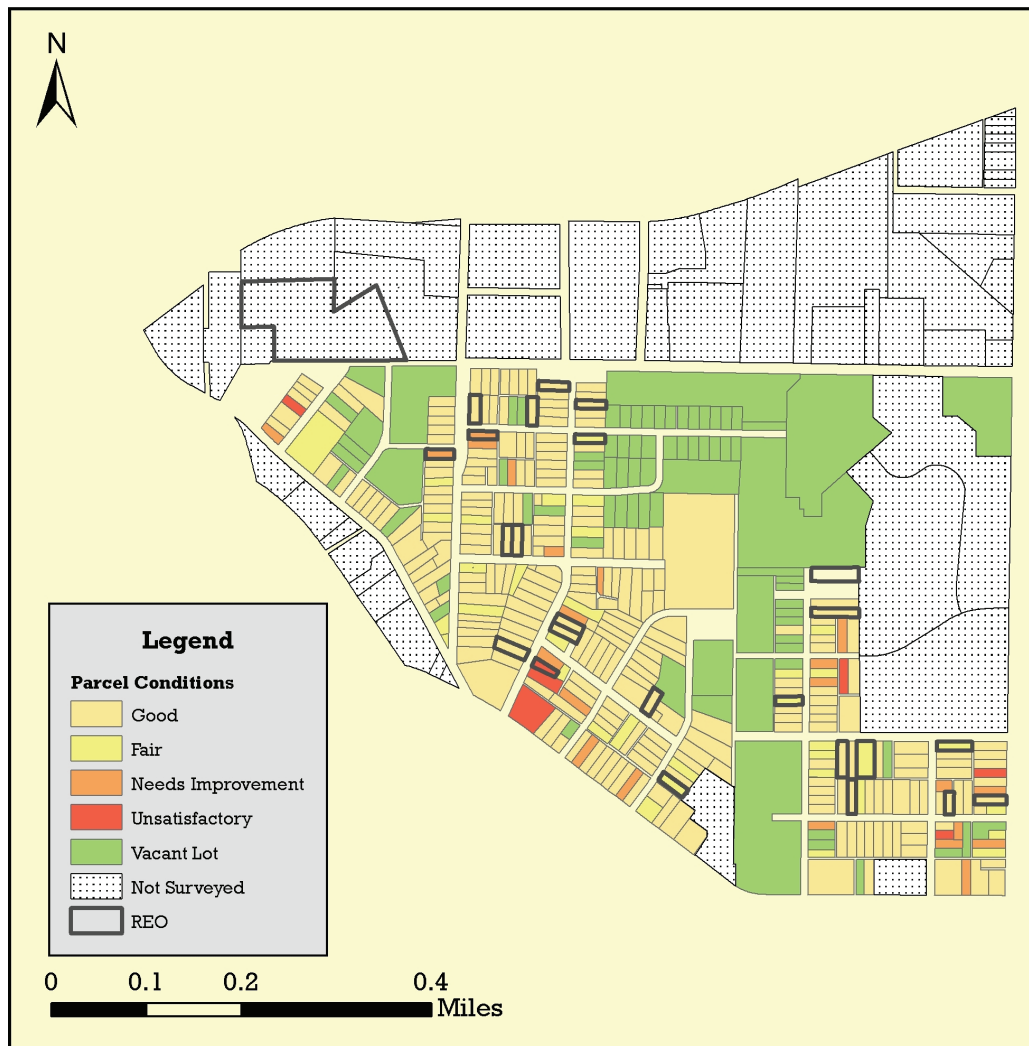 N
Legend
Parcel Conditions
Good
Fair
Needs Improvement
Unsatisfactory
Vacant Lot
Not Surveyed
REO
0 0.1 0.2 0.4
Miles